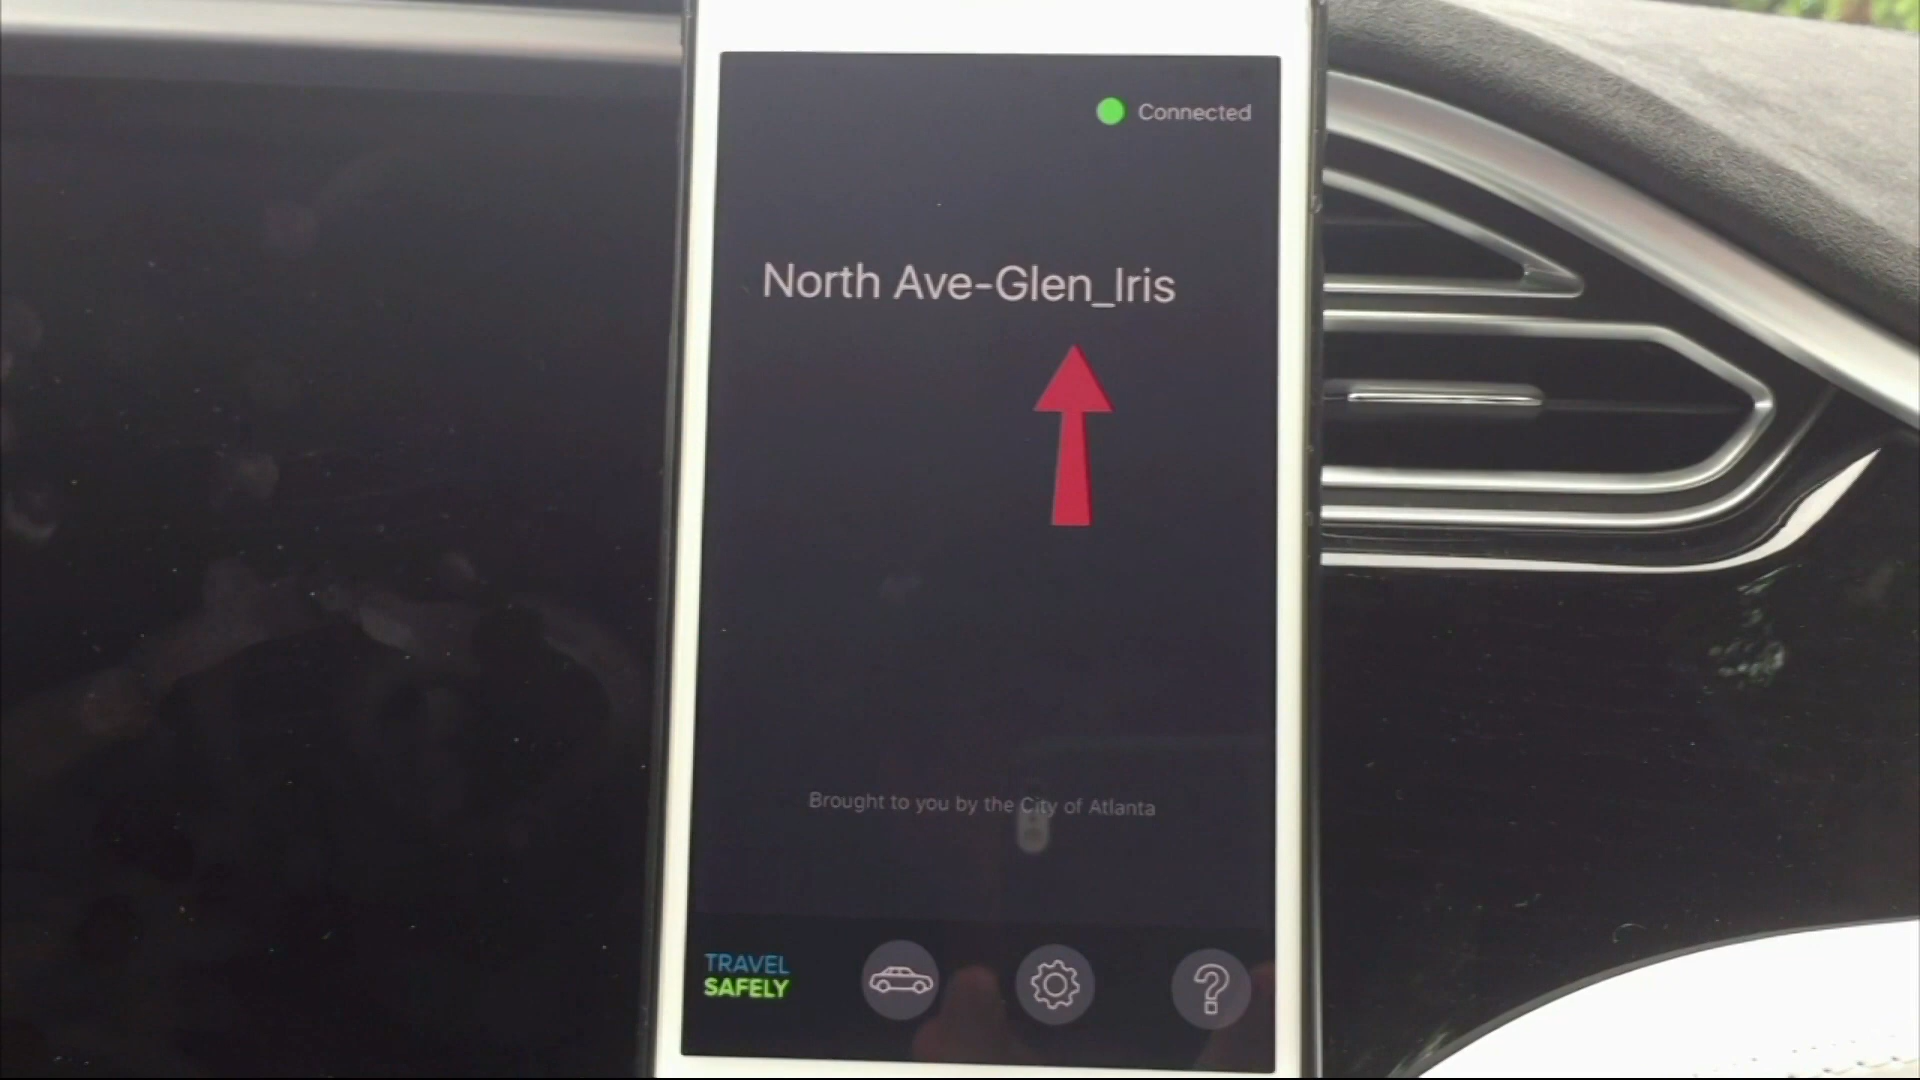 Connected
North Ave-Glen_Iris
Brought to you by the City of Atlanta
TRAVEL
SAFELY
?